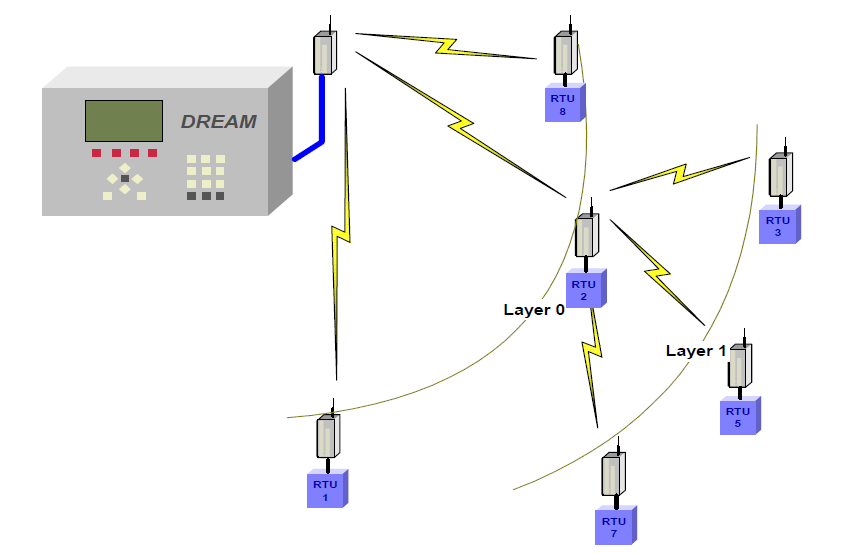 RTU
8
DREAM
RTU
3
RTU
2
Layer 0
Layer 1
RTU
5
RTU
1
RTU
7